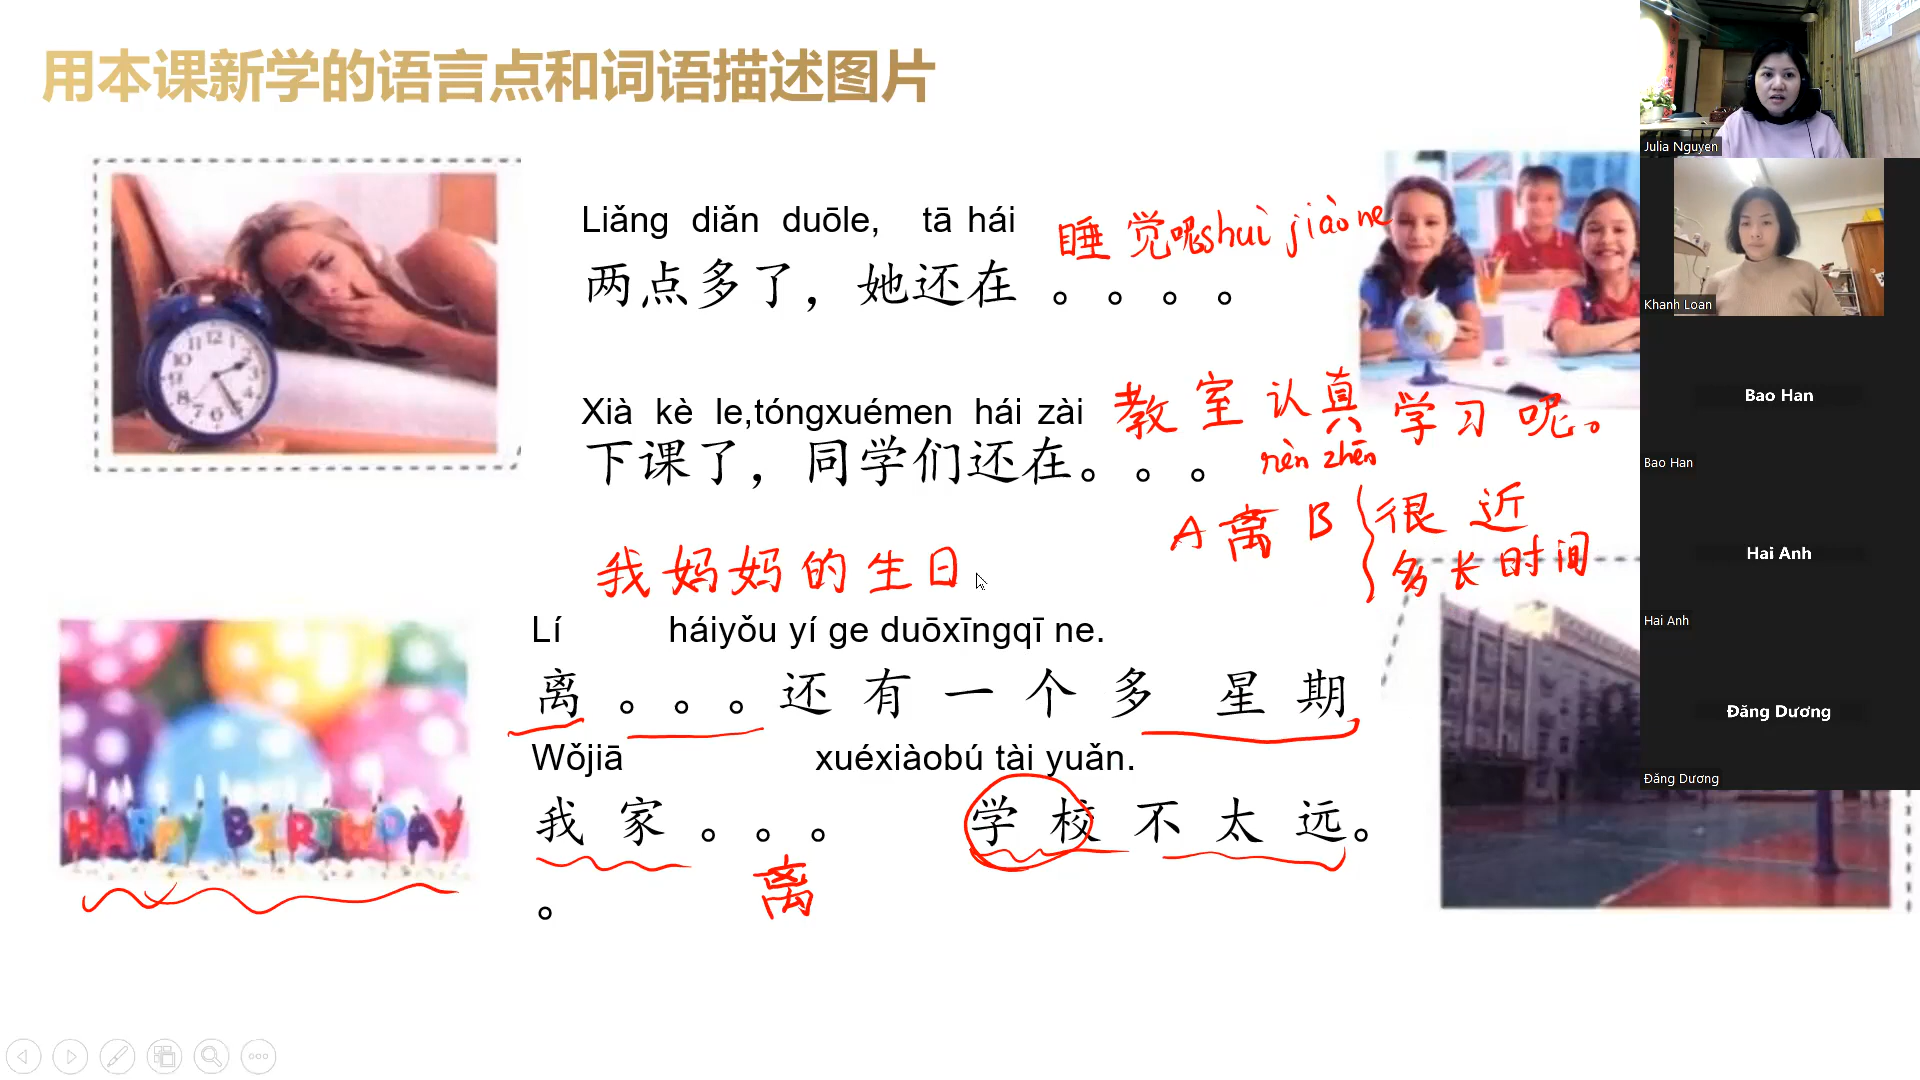 用本课新学的语言点和词语描述图片
Liǎng diǎn duōle, tā hái
睡觉呢shuì jiào ne
两点多了，她还在 。。。。
Xià kè le,tóngxuémen hái zài
教室认真学习呢。
下课了，同学们还在。。。
rèn zhēn
A 离 B { 很近
多长时间
我妈妈的生日
Lí háiyǒu yí ge duōxīngqī ne.
离 。。。还 有 一 个 多 星 期
Wǒjiā xuéxiàobú tài yuǎn.
我 家 。。。 学 校 不 太 远。
离
。
HAPPY BIRTHDAY
Julia Nguyen
Khanh Loan
Bao Han
Bao Han
Hai Anh
Hai Anh
Đăng Dương
Đăng Dương